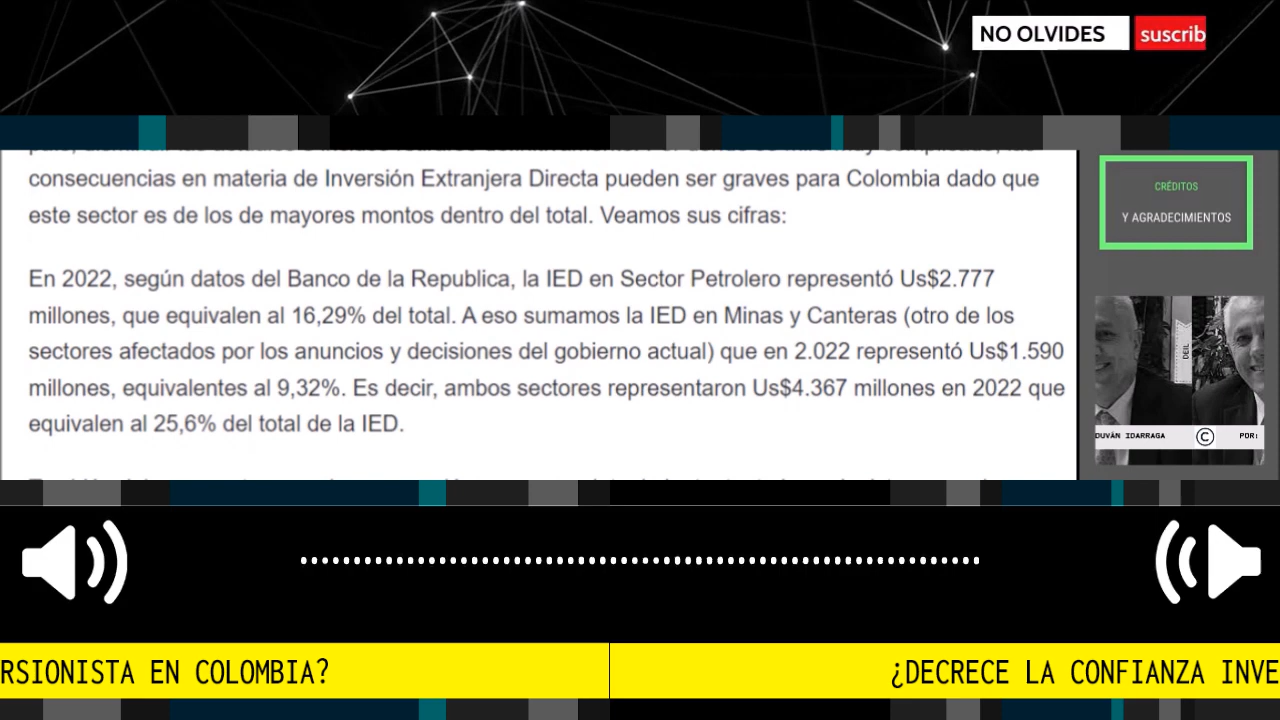 NO OLVIDES suscrib
consecuencias en materia de Inversión Extranjera Directa pueden ser graves para Colombia dado que
este sector es de los de mayores montos dentro del total. Veamos sus cifras:
En 2022, según datos del Banco de la Republica, la IED en Sector Petrolero representó Us$2.777
millones, que equivalen al 16,29% del total. A eso sumamos la IED en Minas y Canteras (otro de los
sectores afectados por los anuncios y decisiones del gobierno actual) que en 2.022 representó Us$1.590
millones, equivalentes al 9,32%. Es decir, ambos sectores representaron Us$4.367 millones en 2022 que
equivalen al 25,6% del total de la IED.
CRÉDITOS
Y AGRADECIMIENTOS
DEIL
DUVÁN IDARRAGA © POR:
RSIONISTA EN COLOMBIA?
¿DECRECE LA CONFIANZA INVE